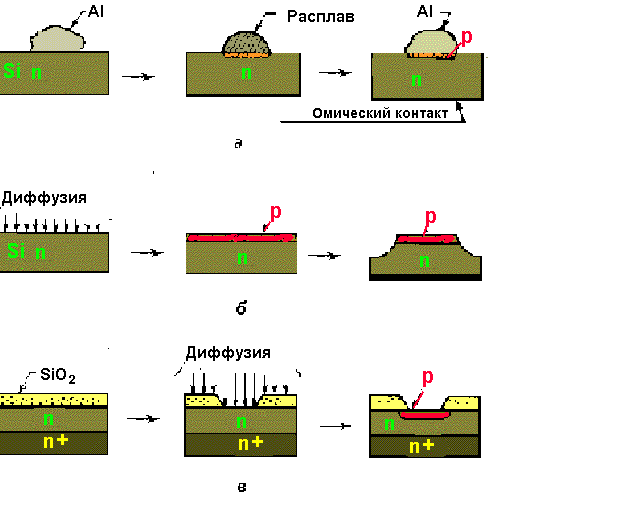 Al
Расплав
Al
p
Si n
n
n
Омический контакт
а
Диффузия
p
p
Si n
n
n
б
SiO2
Диффузия
p
n
n
n
n+
n+
n+
в